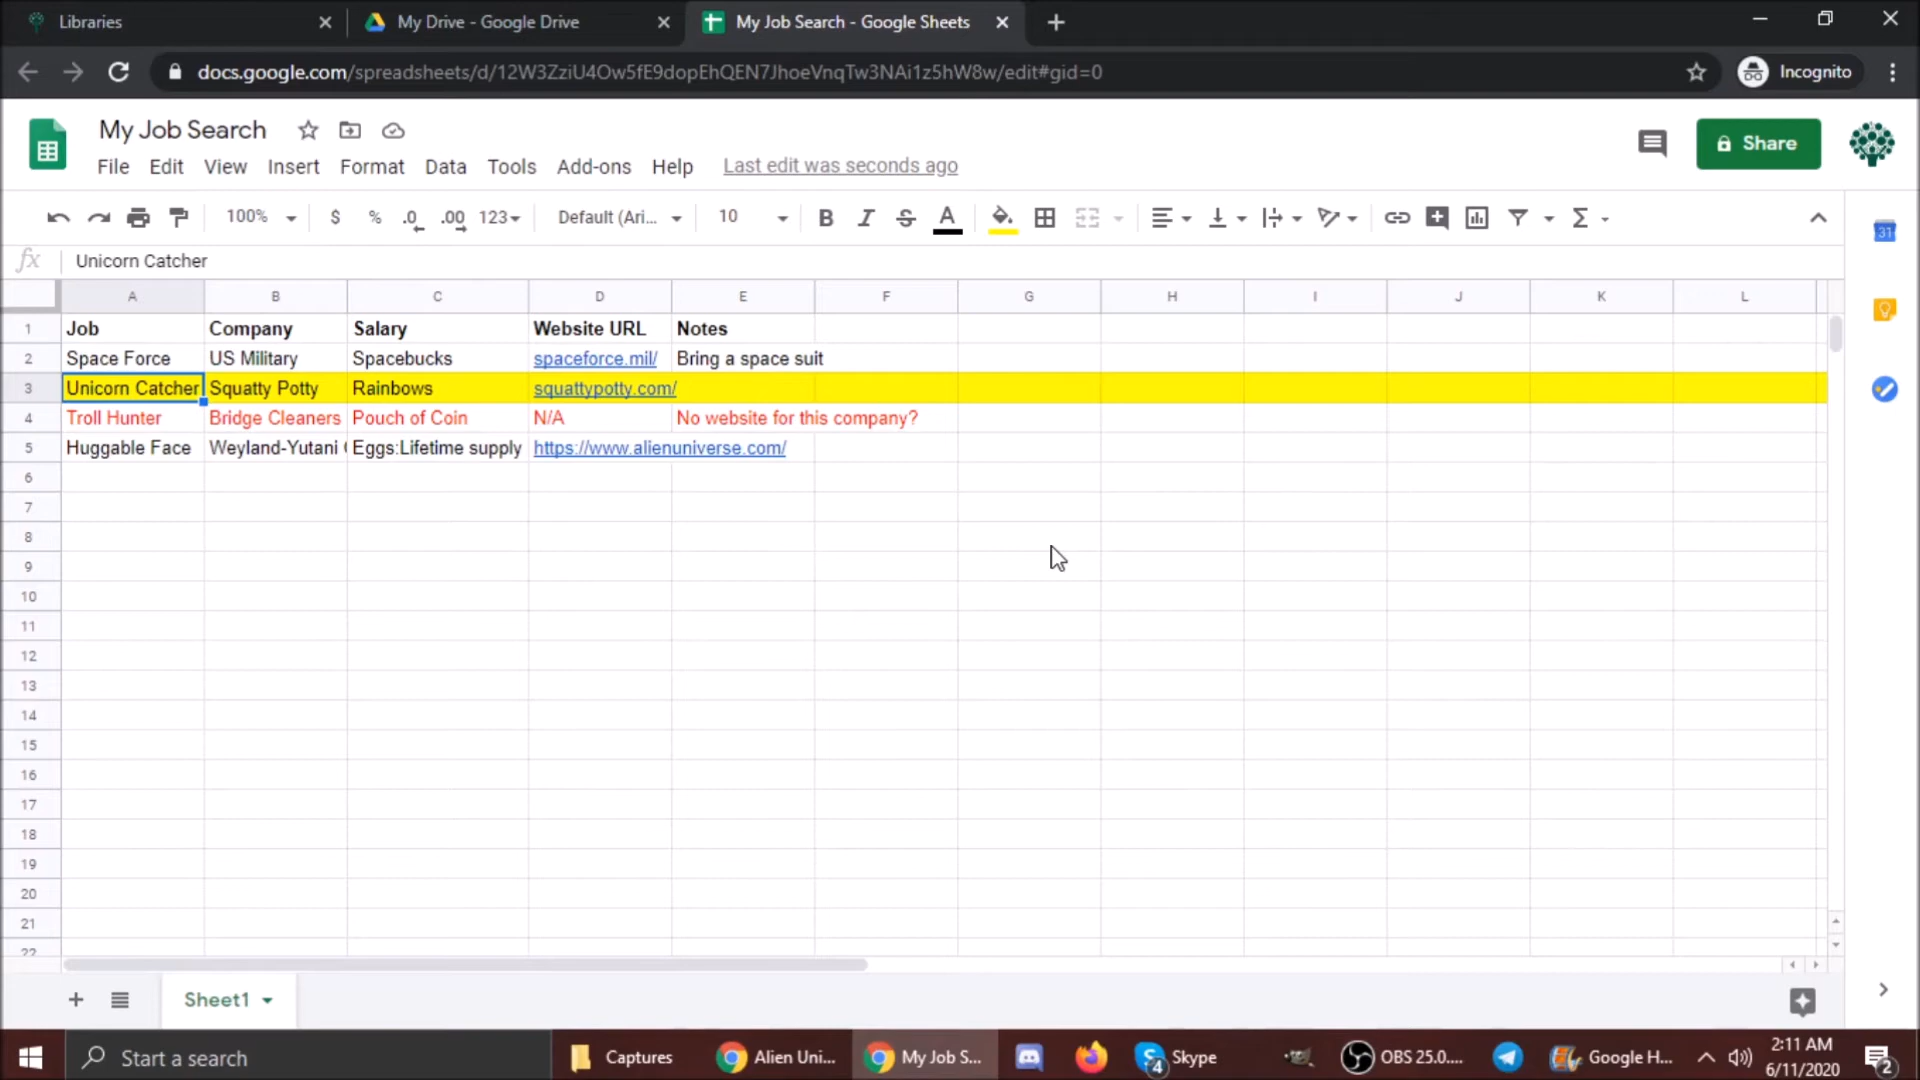 Libraries
My Drive - Google Drive
My Job Search - Google Sheets
docs.google.com/spreadsheets/d/12W3ZziU4Ow5fE9dopEhQEN7JhoeVnqTw3NAi1z5hW8w/edit#gid=0
Incognito
My Job Search
File Edit View Insert Format Data Tools Add-ons Help Last edit was seconds ago
Share
100% $ % .0 .00 123 Default (Ari... 10 B I S A
31
fx Unicorn Catcher
A B C D E F G H I J K L
1 Job Company Salary Website URL Notes
2 Space Force US Military Spacebucks spaceforce.mil/ Bring a space suit
3 Unicorn Catcher Squatty Potty Rainbows squattypotty.com/
4 Troll Hunter Bridge Cleaners Pouch of Coin N/A No website for this company?
5 Huggable Face Weyland-Yutani Eggs:Lifetime supply https://www.alienuniverse.com/
6
7
8
9
10
11
12
13
14
15
16
17
18
19
20
21
22
Sheet1
Start a search
Captures
Alien Uni...
My Job S...
4 Skype
OBS 25.0....
Google H...
2:11 AM
6/11/2020
2